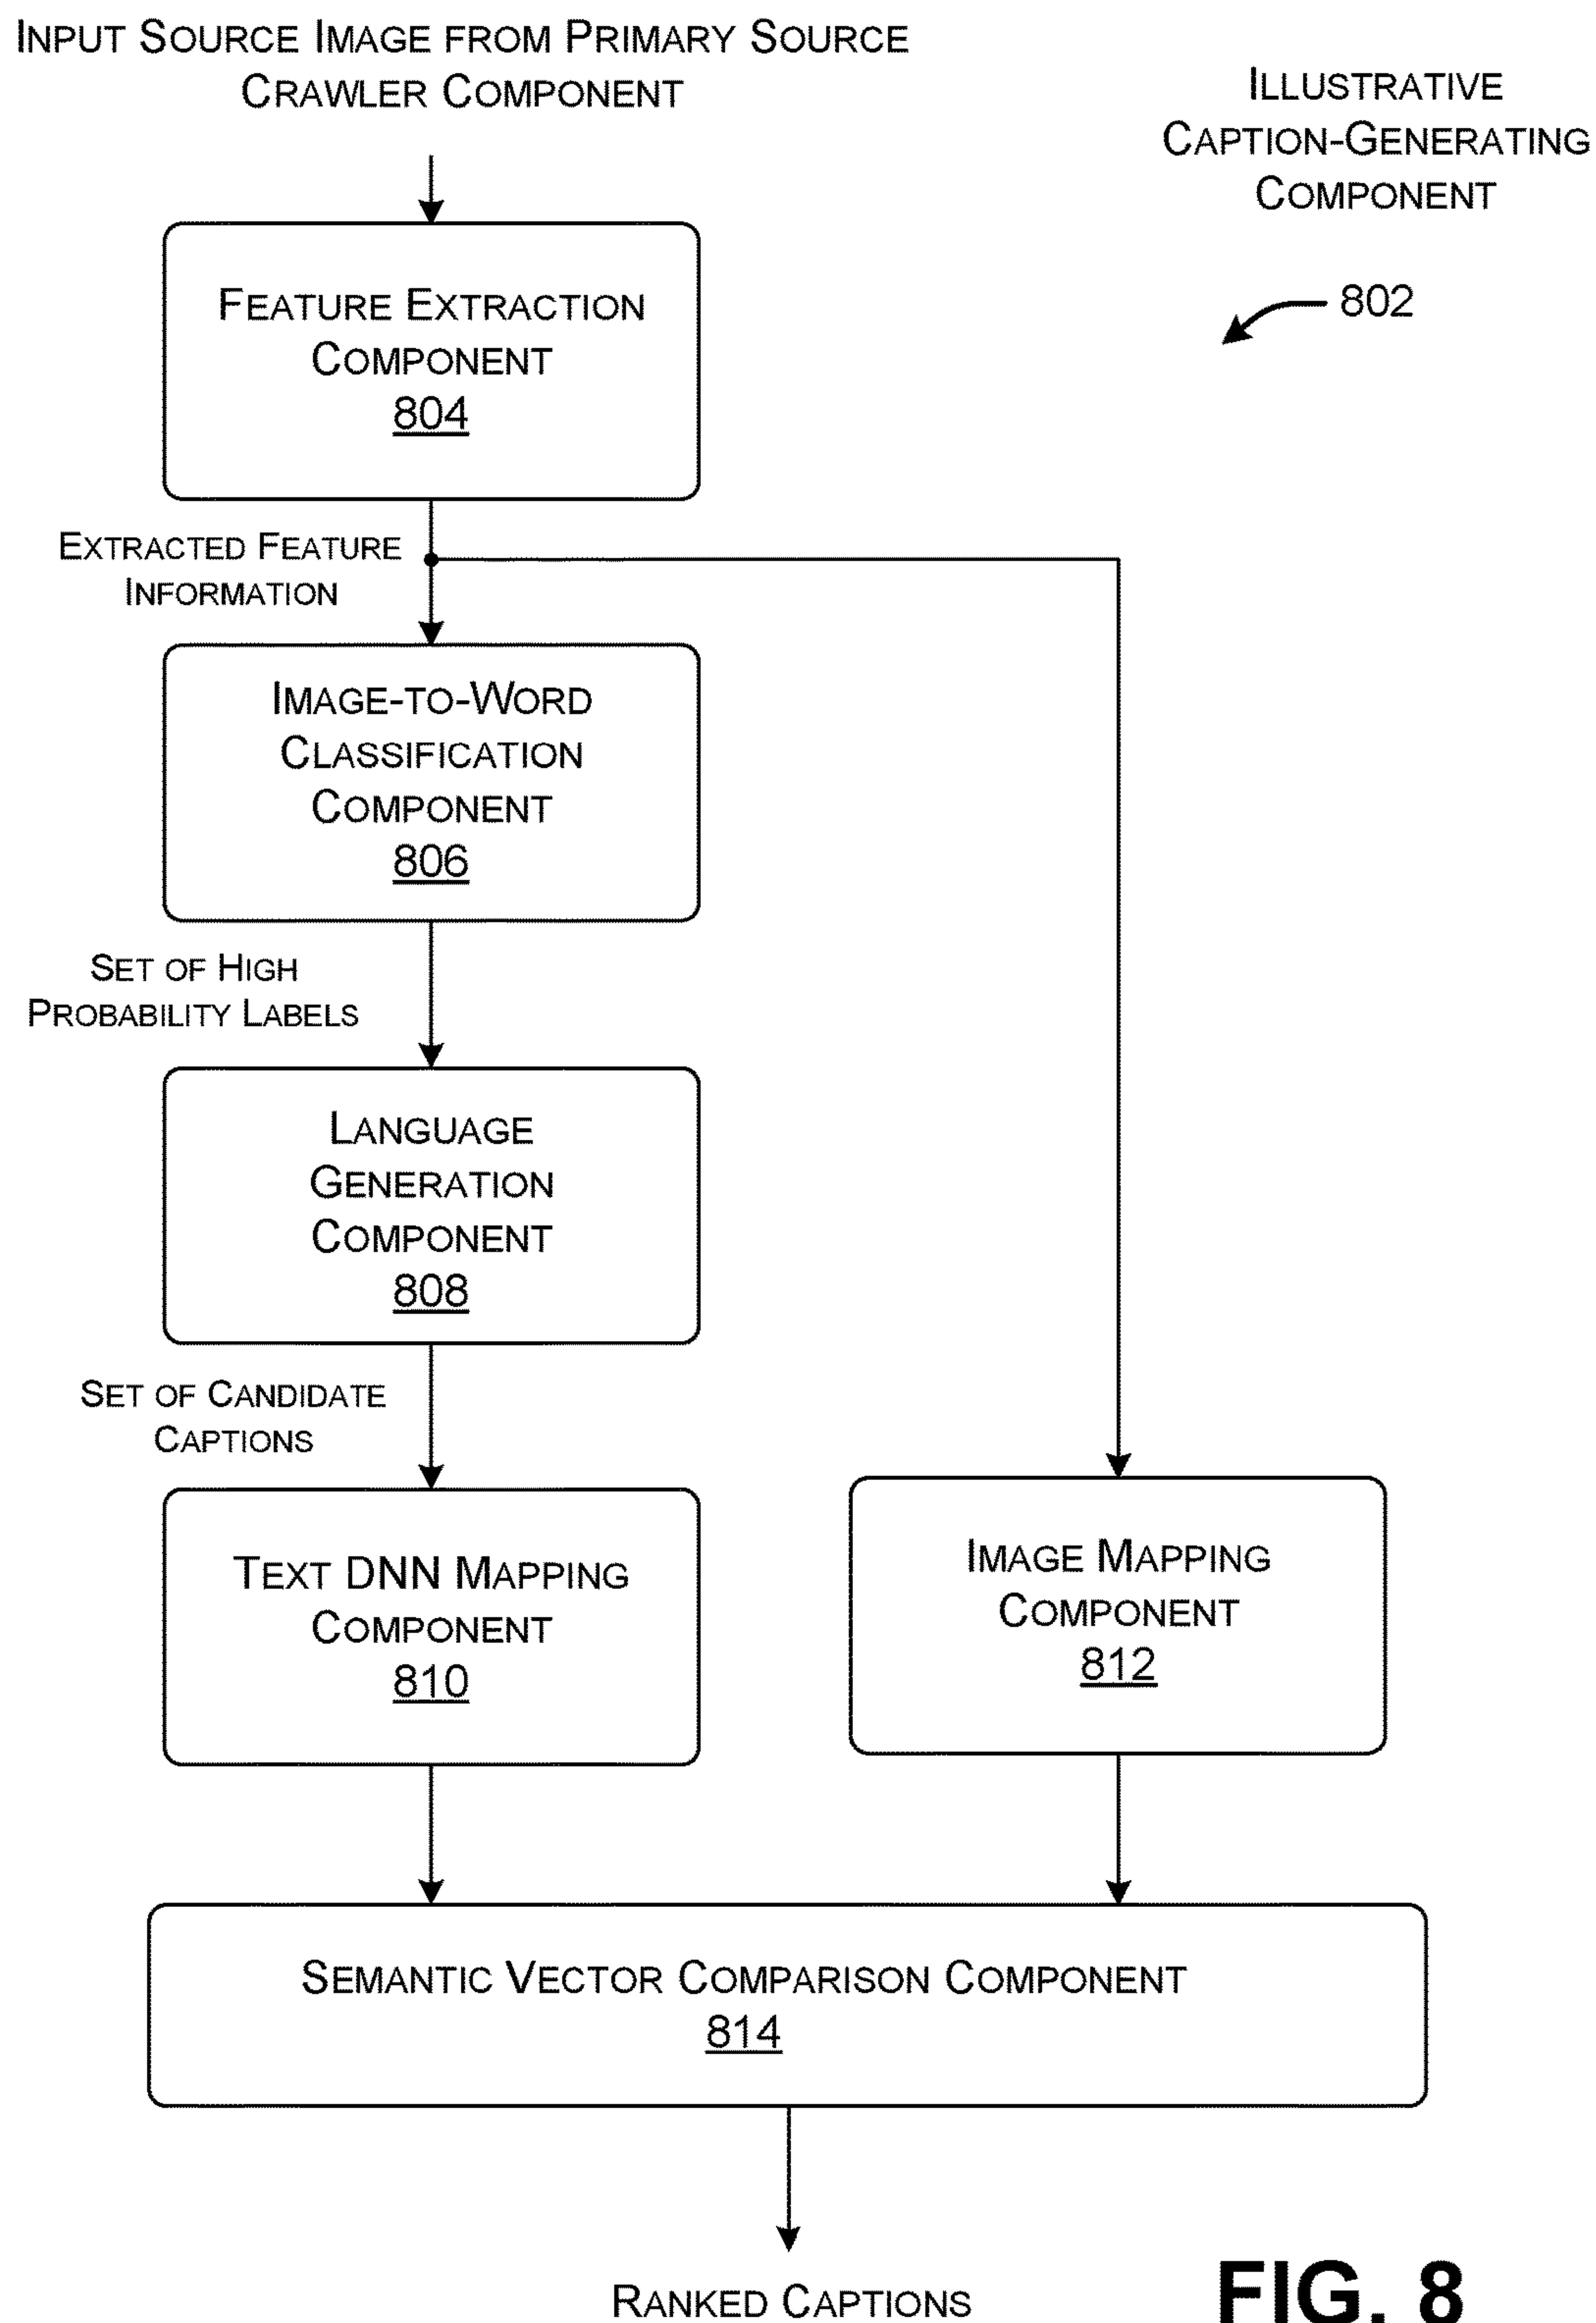 INPUT SOURCE IMAGE FROM PRIMARY SOURCE
CRAWLER COMPONENT
ILLUSTRATIVE
CAPTION-GENERATING
COMPONENT
802
FEATURE EXTRACTION
COMPONENT
804
EXTRACTED FEATURE
INFORMATION
IMAGE-TO-WORD
CLASSIFICATION
COMPONENT
806
SET OF HIGH
PROBABILITY LABELS
LANGUAGE
GENERATION
COMPONENT
808
SET OF CANDIDATE
CAPTIONS
TEXT DNN MAPPING
COMPONENT
810
IMAGE MAPPING
COMPONENT
812
SEMANTIC VECTOR COMPARISON COMPONENT
814
RANKED CAPTIONS
FIG. 8